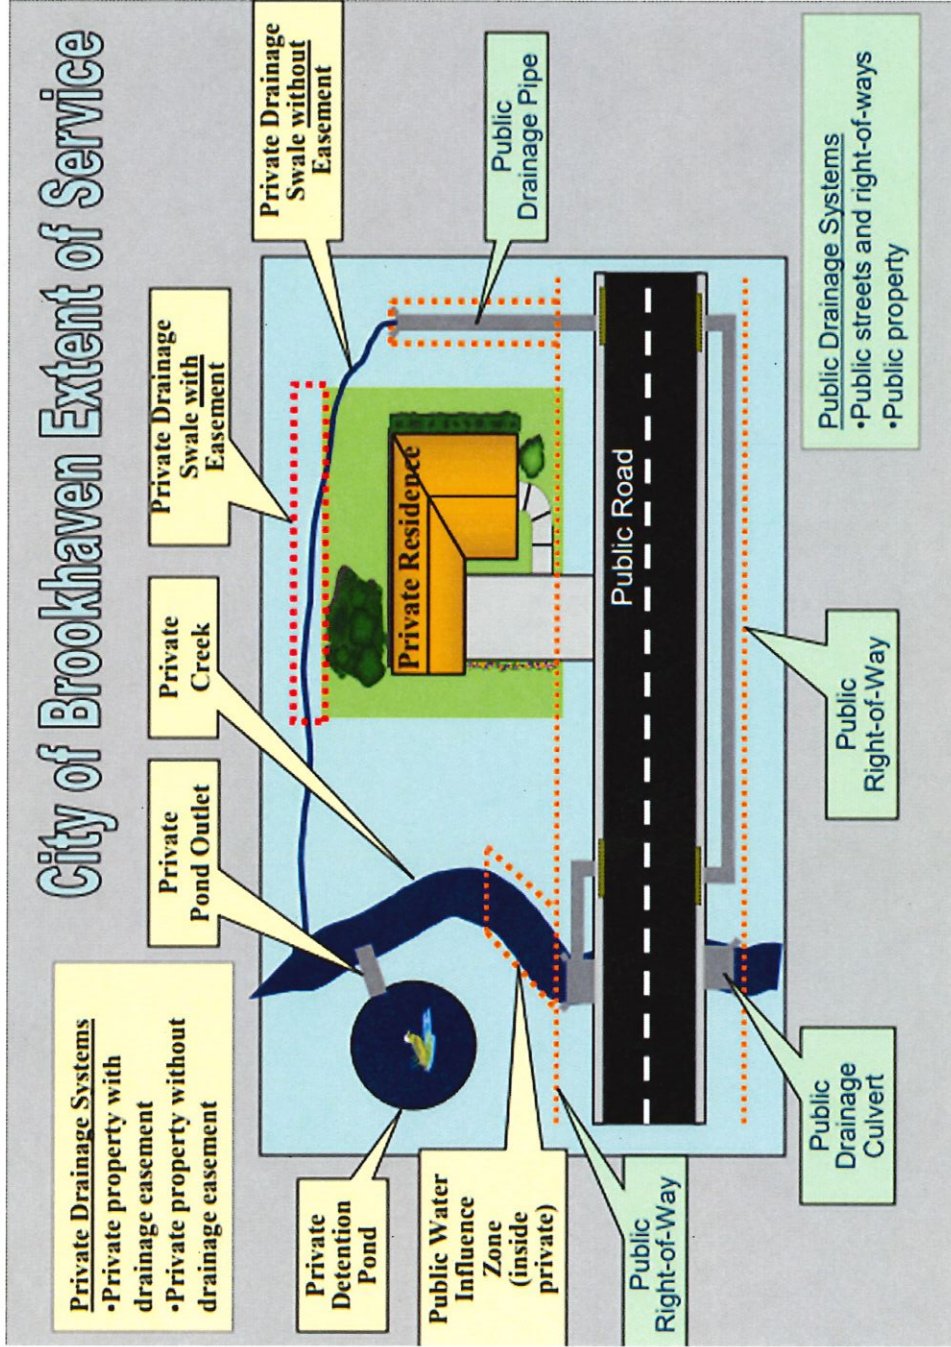 City of Brookhaven Extent of Service
Private Drainage Systems
•Private property with
drainage easement
•Private property without
drainage easement
Private
Pond Outlet
Private
Creek
Private Drainage
Swale with
Easement
Private Drainage
Swale without
Easement
Private
Detention
Pond
Public Water
Influence
Zone
(inside
private)
Public
Right-of-Way
Private Residence
Public Road
Public
Drainage Pipe
Public
Drainage
Culvert
Public
Right-of-Way
Public Drainage Systems
•Public streets and right-of-ways
•Public property